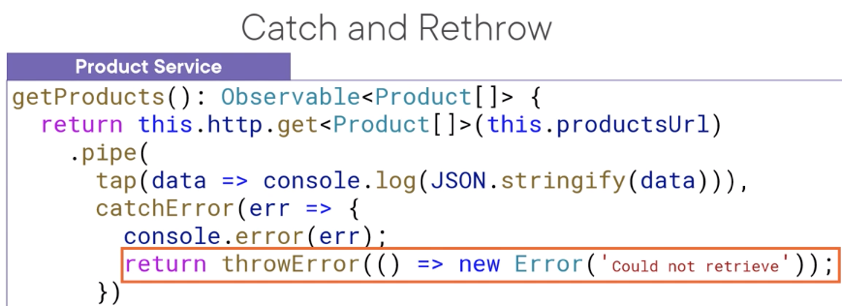 Catch and Rethrow
Product Service
getProducts(): Observable<Product[]> {
  return this.http.get<Product[]>(this.productsUrl)
    .pipe(
      tap(data => console.log(JSON.stringify(data))),
      catchError(err => {
        console.error(err);
        return throwError(() => new Error('Could not retrieve'));
      })